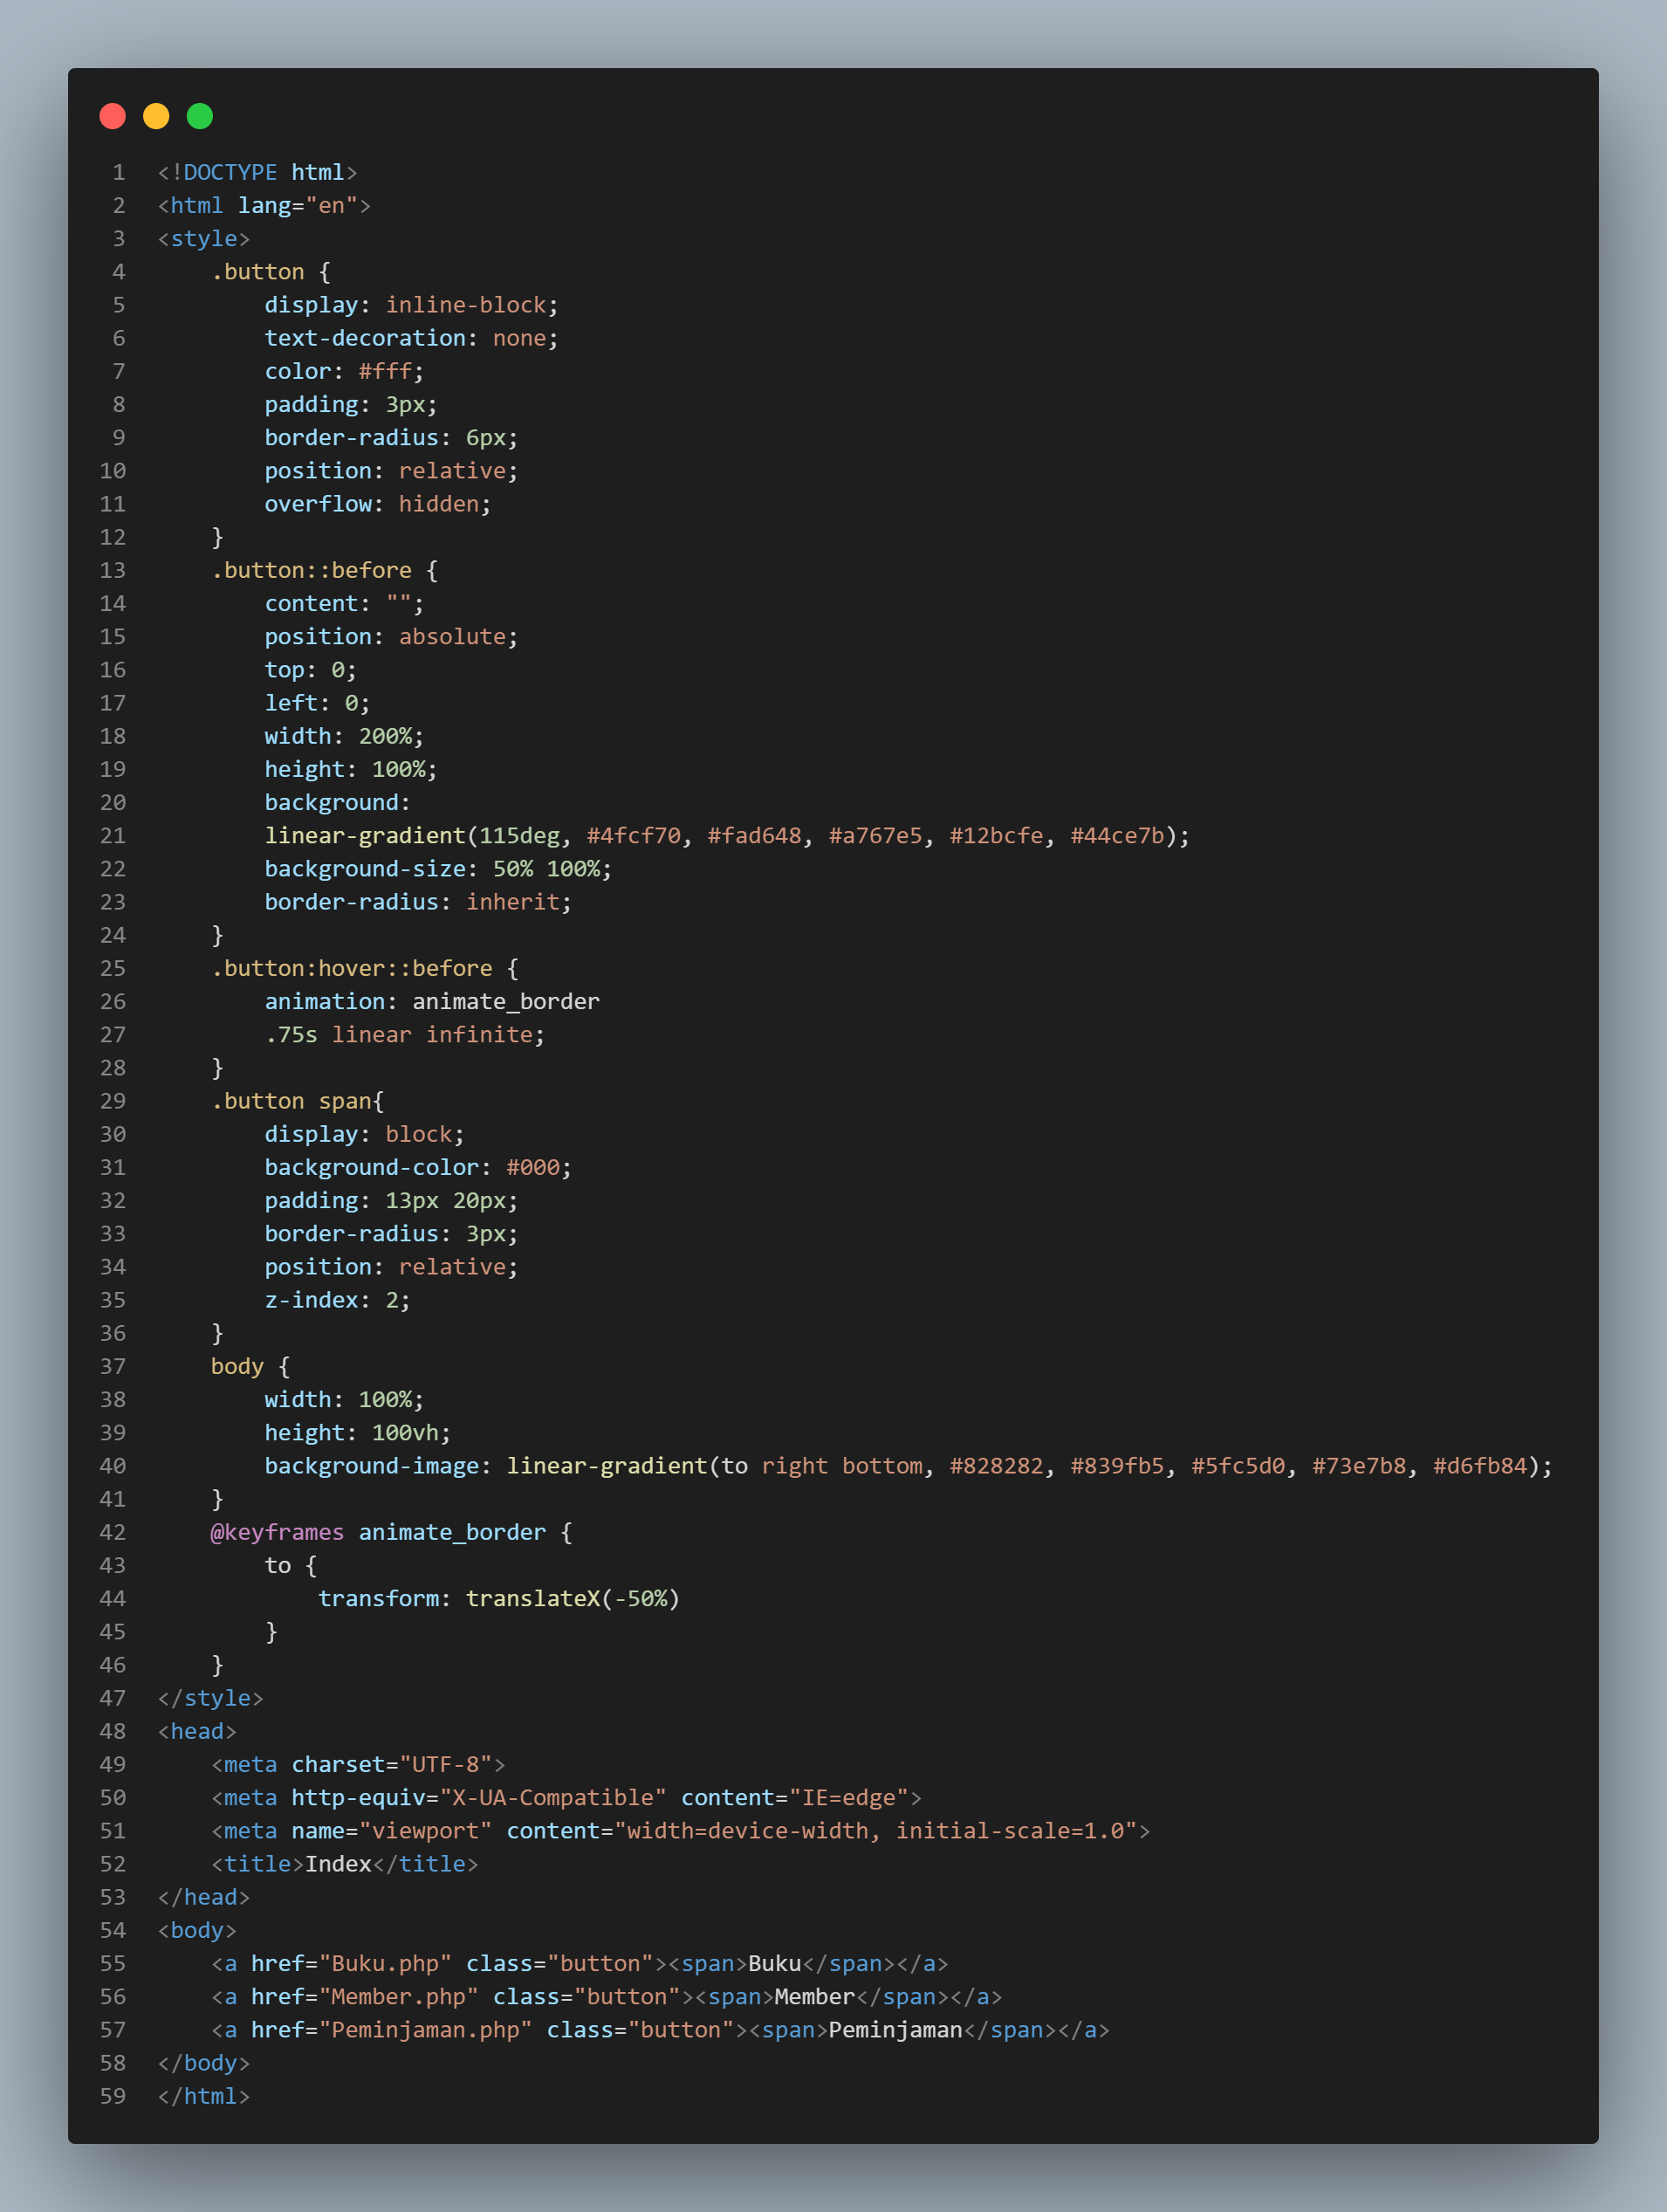 1 <!DOCTYPE html>
2 <html lang="en">
3 <style>
4     .button {
5         display: inline-block;
6         text-decoration: none;
7         color: #fff;
8         padding: 3px;
9         border-radius: 6px;
10         position: relative;
11         overflow: hidden;
12     }
13     .button::before {
14         content: "";
15         position: absolute;
16         top: 0;
17         left: 0;
18         width: 200%;
19         height: 100%;
20         background:
21         linear-gradient(115deg, #4fcf70, #fad648, #a767e5, #12bcfe, #44ce7b);
22         background-size: 50% 100%;
23         border-radius: inherit;
24     }
25     .button:hover::before {
26         animation: animate_border
27         .75s linear infinite;
28     }
29     .button span{
30         display: block;
31         background-color: #000;
32         padding: 13px 20px;
33         border-radius: 3px;
34         position: relative;
35         z-index: 2;
36     }
37     body {
38         width: 100%;
39         height: 100vh;
40         background-image: linear-gradient(to right bottom, #828282, #839fb5, #5fc5d0, #73e7b8, #d6fb84);
41     }
42     @keyframes animate_border {
43         to {
44             transform: translateX(-50%)
45         }
46     }
47 </style>
48 <head>
49     <meta charset="UTF-8">
50     <meta http-equiv="X-UA-Compatible" content="IE=edge">
51     <meta name="viewport" content="width=device-width, initial-scale=1.0">
52     <title>Index</title>
53 </head>
54 <body>
55     <a href="Buku.php" class="button"><span>Buku</span></a>
56     <a href="Member.php" class="button"><span>Member</span></a>
57     <a href="Peminjaman.php" class="button"><span>Peminjaman</span></a>
58 </body>
59 </html>